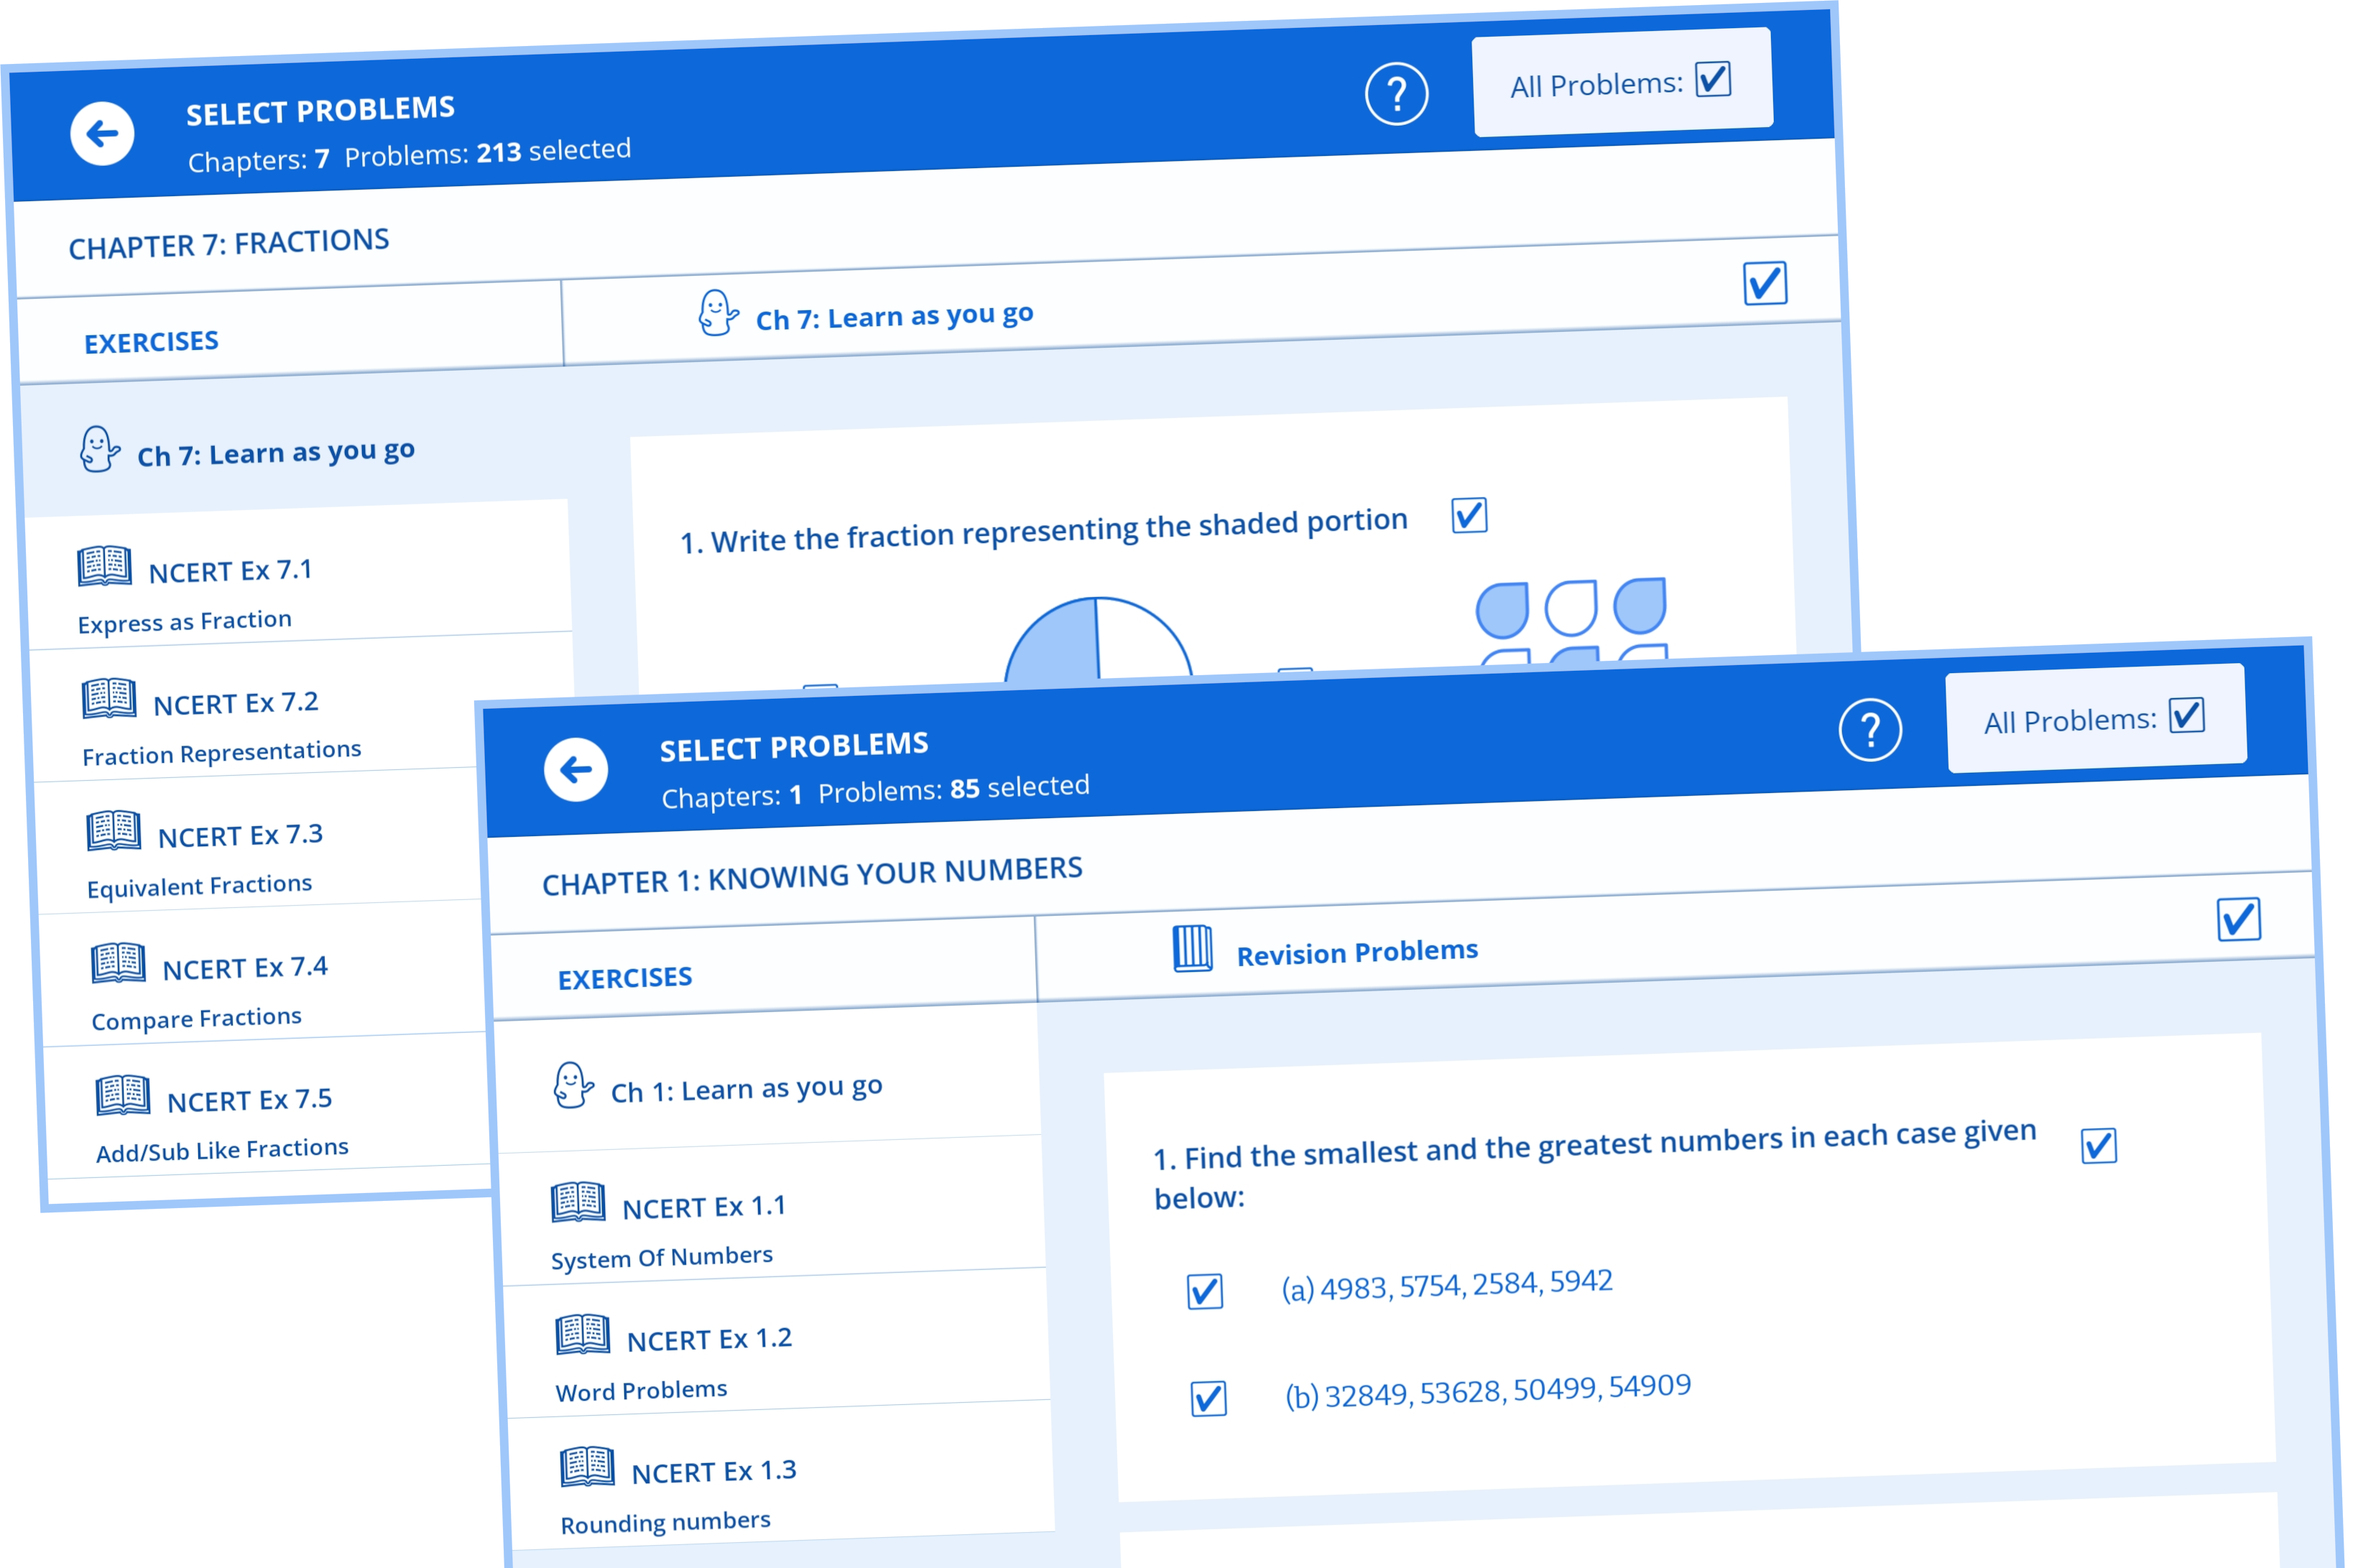 SELECT PROBLEMS
Chapters: 7 Problems: 213 selected
?
All Problems:
CHAPTER 7: FRACTIONS
EXERCISES
Ch 7: Learn as you go
Ch 7: Learn as you go
NCERT Ex 7.1
Express as Fraction
NCERT Ex 7.2
Fraction Representations
NCERT Ex 7.3
Equivalent Fractions
NCERT Ex 7.4
Compare Fractions
NCERT Ex 7.5
Add/Sub Like Fractions
1. Write the fraction representing the shaded portion
SELECT PROBLEMS
Chapters: 1 Problems: 85 selected
?
All Problems:
CHAPTER 1: KNOWING YOUR NUMBERS
EXERCISES
Revision Problems
Ch 1: Learn as you go
NCERT Ex 1.1
System Of Numbers
NCERT Ex 1.2
Word Problems
NCERT Ex 1.3
Rounding numbers
1. Find the smallest and the greatest numbers in each case given
below:
(a) 4983, 5754, 2584, 5942
(b) 32849, 53628, 50499, 54909